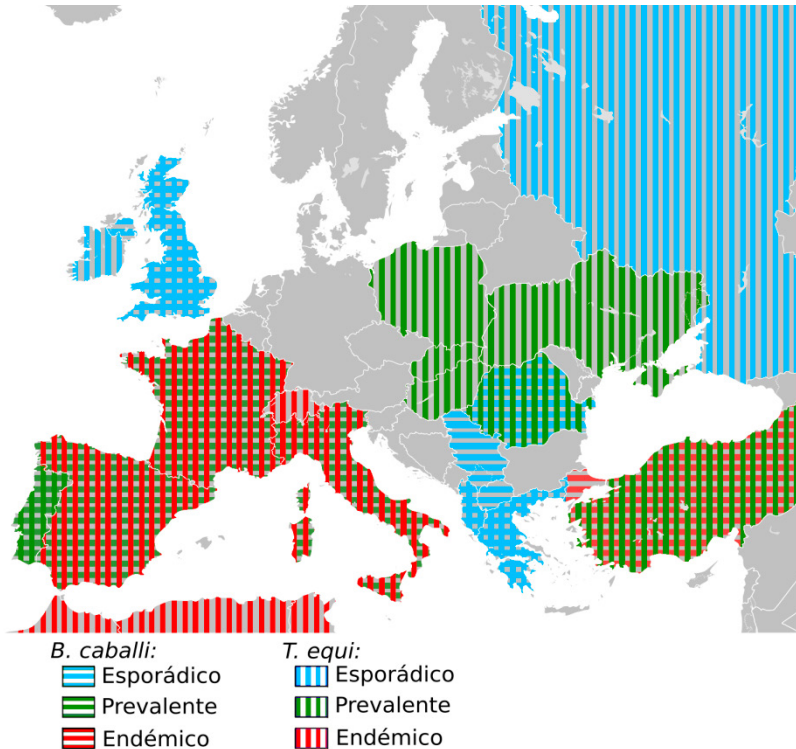 B. caballi:
Esporádico
Prevalente
Endémico
T. equi:
Esporádico
Prevalente
Endémico